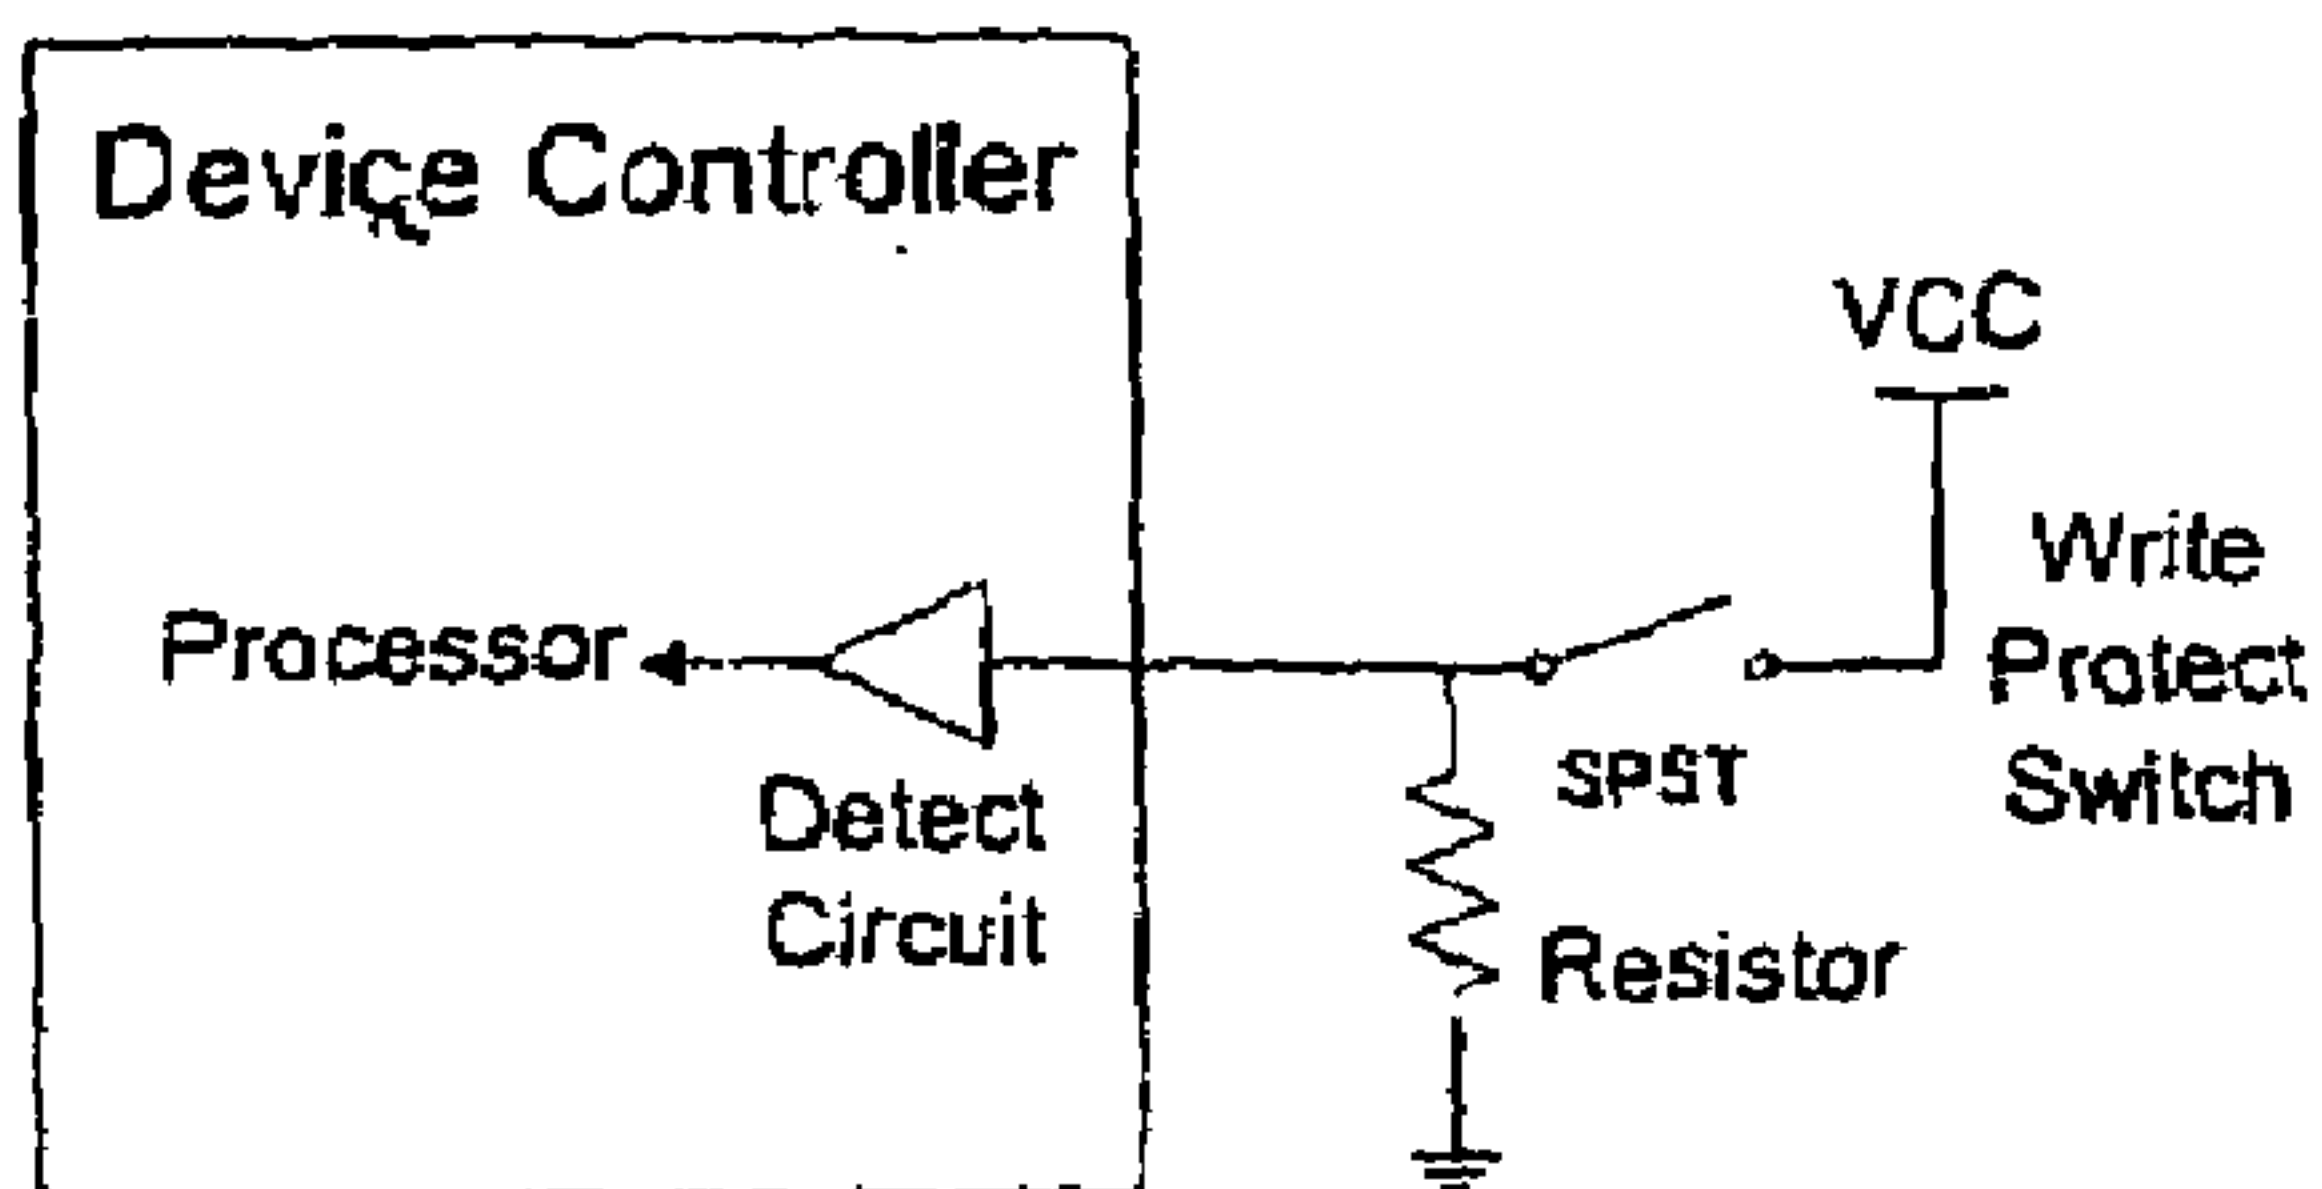 Device Controller
VCC
Write
Protect
Switch
Processor
SPST
Detect
Circuit
Resistor